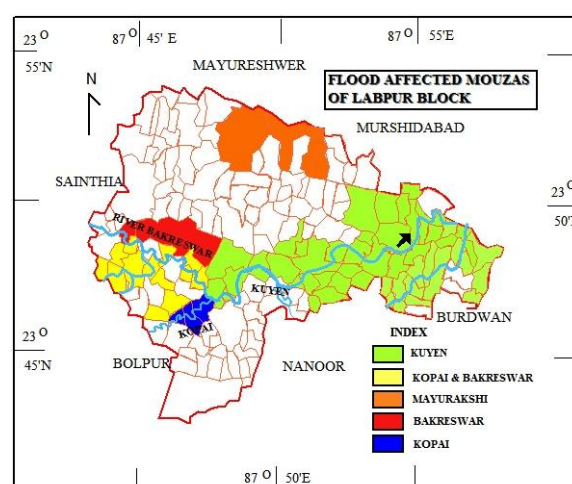 87 O 45' E
87 O 55'E
23 O
55'N
MAYURESHWER
N
FLOOD AFFECTED MOUZAS
OF LABPUR BLOCK
MURSHIDABAD
SAINTHIA
23 O
50'
RIVER BAKRESWAR
KUYEN
BURDWAN
KOPAI
23 O
45'N
BOLPUR
NANOOR
INDEX
KUYEN
KOPAI & BAKRESWAR
MAYURAKSHI
BAKRESWAR
KOPAI
87 O 50'E